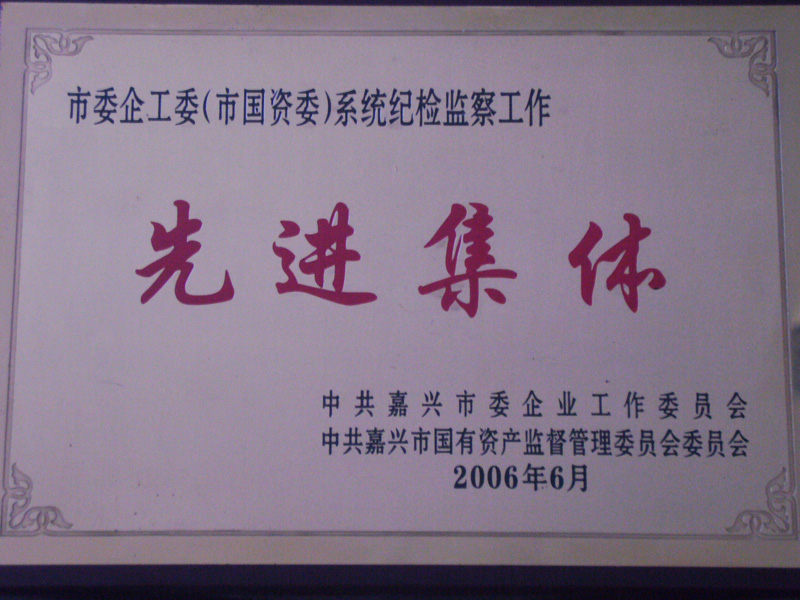 市委企工委(市国资委)系统纪检监察工作
先进集体
中共嘉兴市委企业工作委员会
中共嘉兴市国有资产监督管理委员会委员会
2006年6月